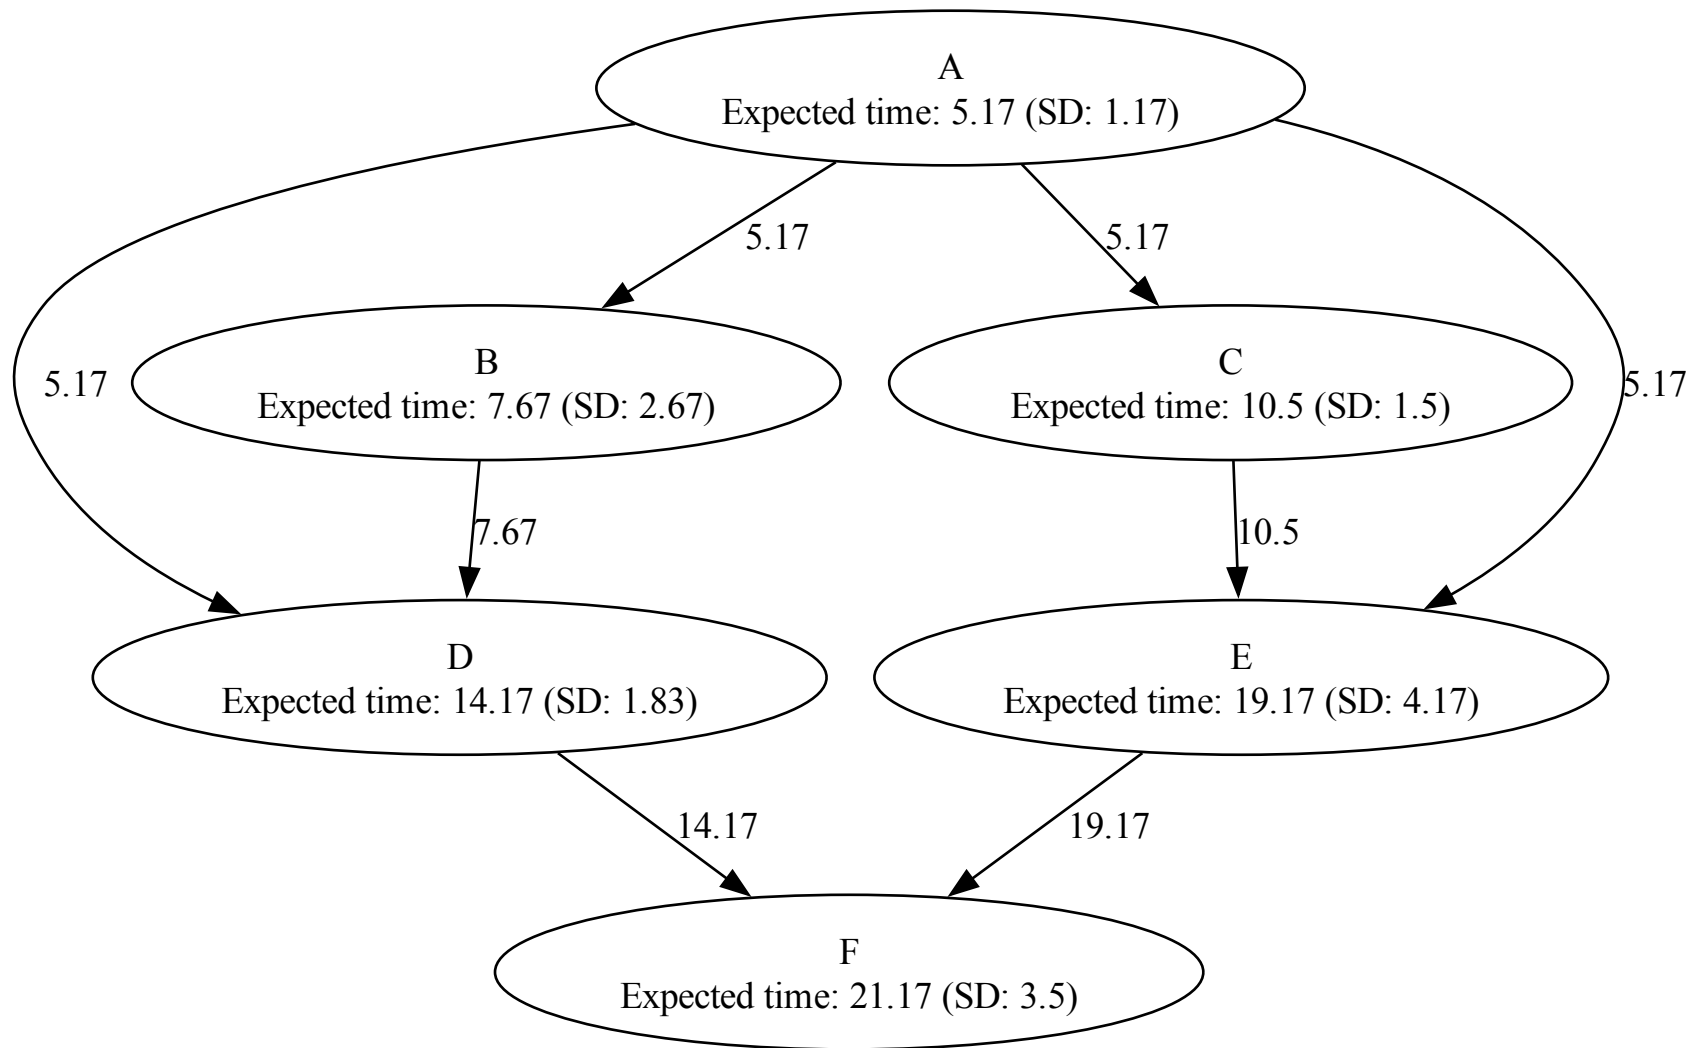 A
Expected time: 5.17 (SD: 1.17)
5.17
5.17
5.17
B
Expected time: 7.67 (SD: 2.67)
C
Expected time: 10.5 (SD: 1.5)
5.17
7.67
10.5
D
Expected time: 14.17 (SD: 1.83)
E
Expected time: 19.17 (SD: 4.17)
14.17
19.17
F
Expected time: 21.17 (SD: 3.5)